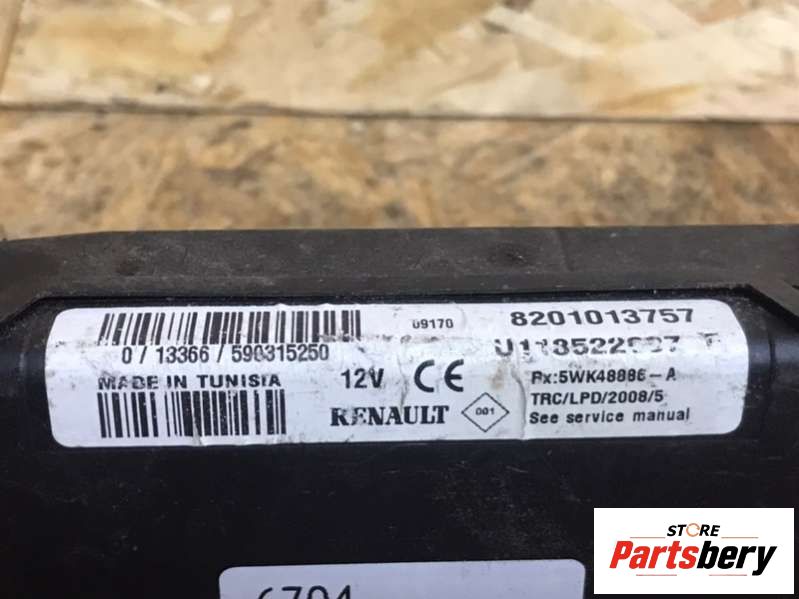 09170
8201013757
0 / 13366 / 590315250
MADE IN TUNISIA
12V
CE
Rx:5WK48886-A
TRC/LPD/2008/5
See service manual
RENAULT
001
STORE
Partsbery